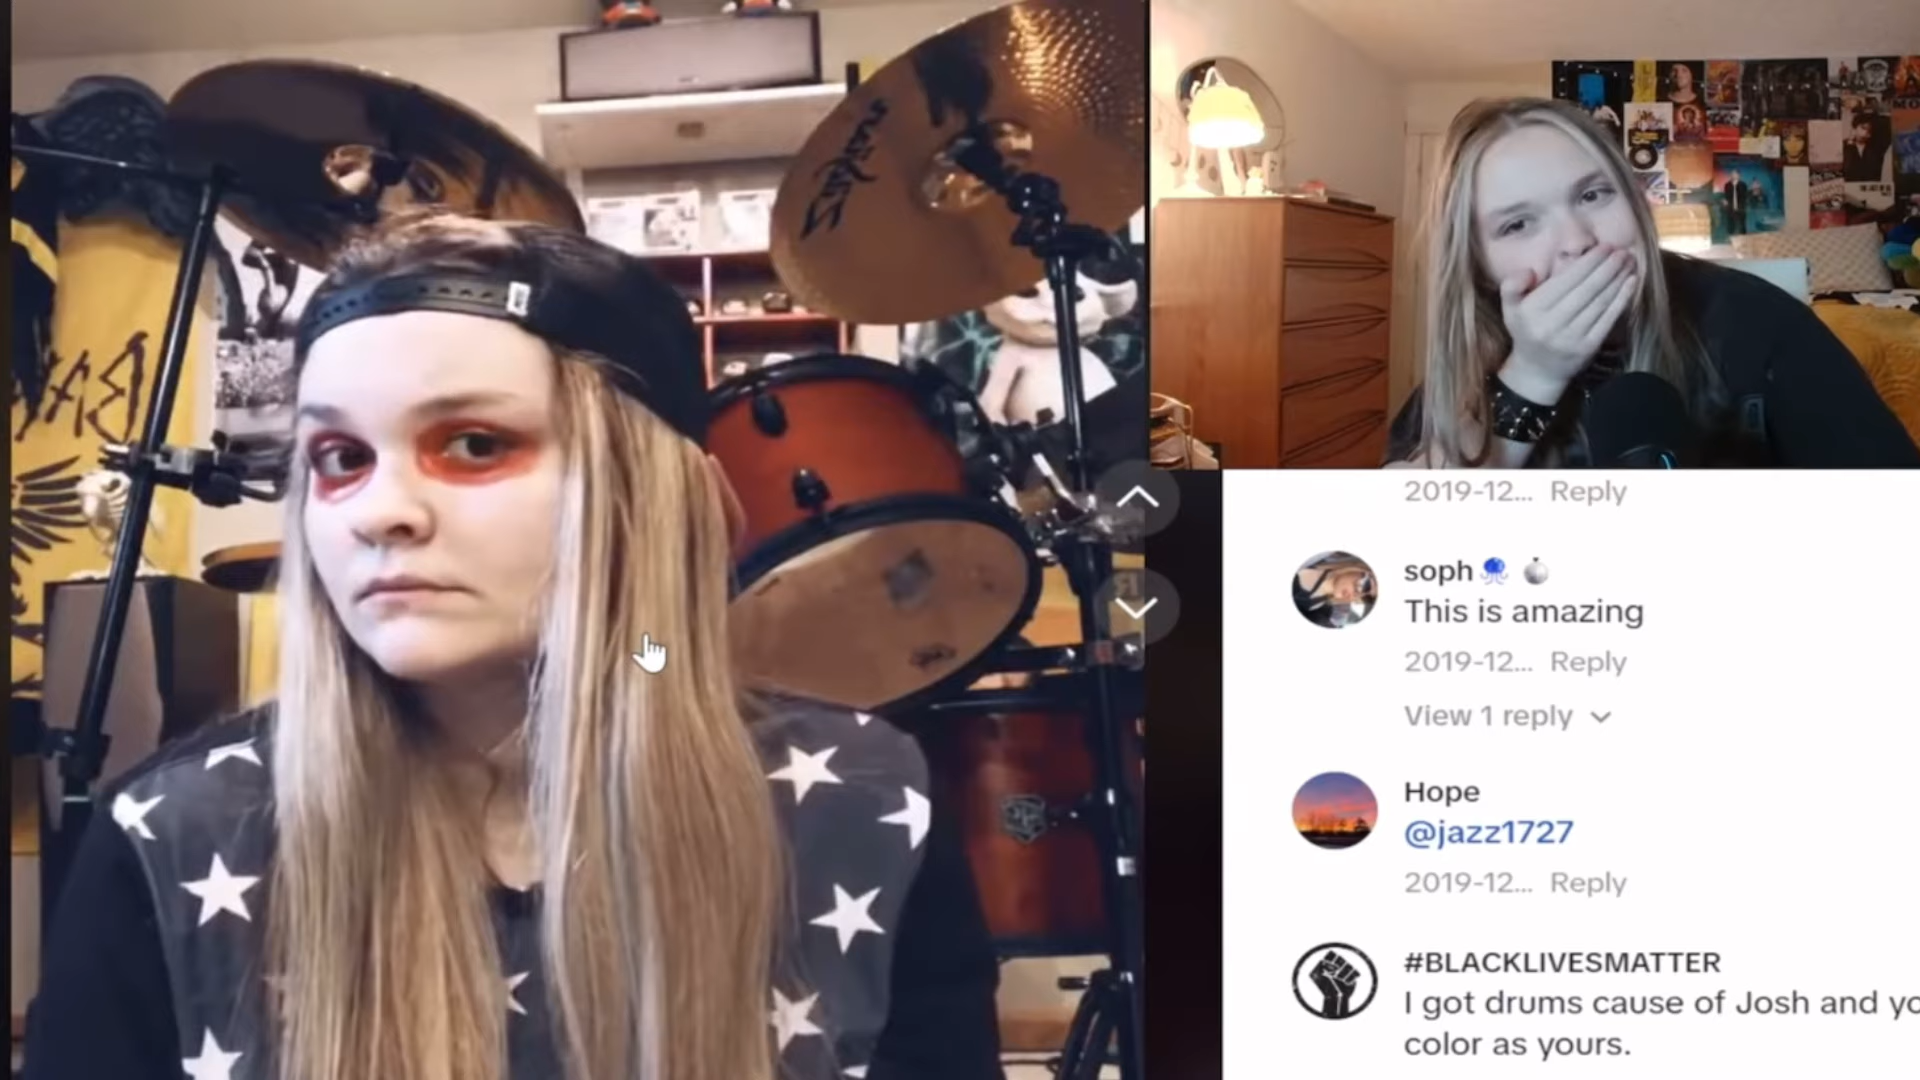 Zildjian
2019-12... Reply
soph
This is amazing
2019-12... Reply
View 1 reply
Hope
@jazz1727
2019-12... Reply
#BLACKLIVESMATTER
I got drums cause of Josh and
color as yours.